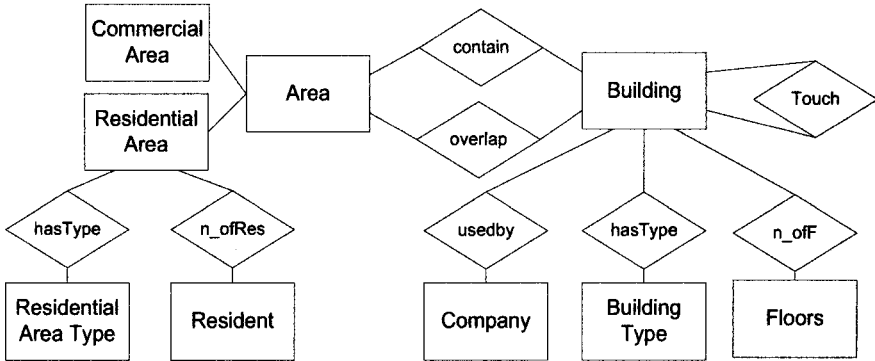 Commercial
Area
contain
Area
Building
Touch
Residential
Area
overlap
hasType
n_ofRes
usedby
hasType
n_ofF
Residential
Area Type
Resident
Company
Building
Type
Floors